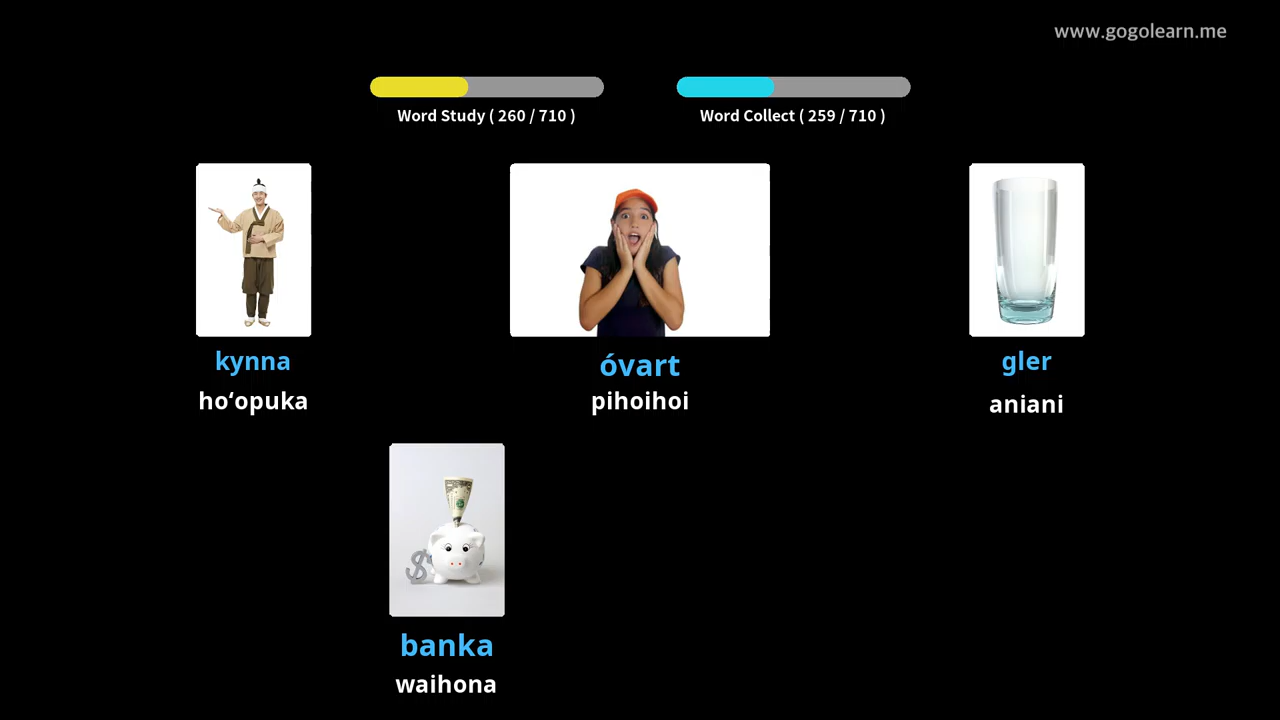 www.gogolearn.me
Word Study ( 260 / 710 )
Word Collect ( 259 / 710 )
kynna
hoʻopuka
óvart
pihoihoi
gler
aniani
banka
waihona